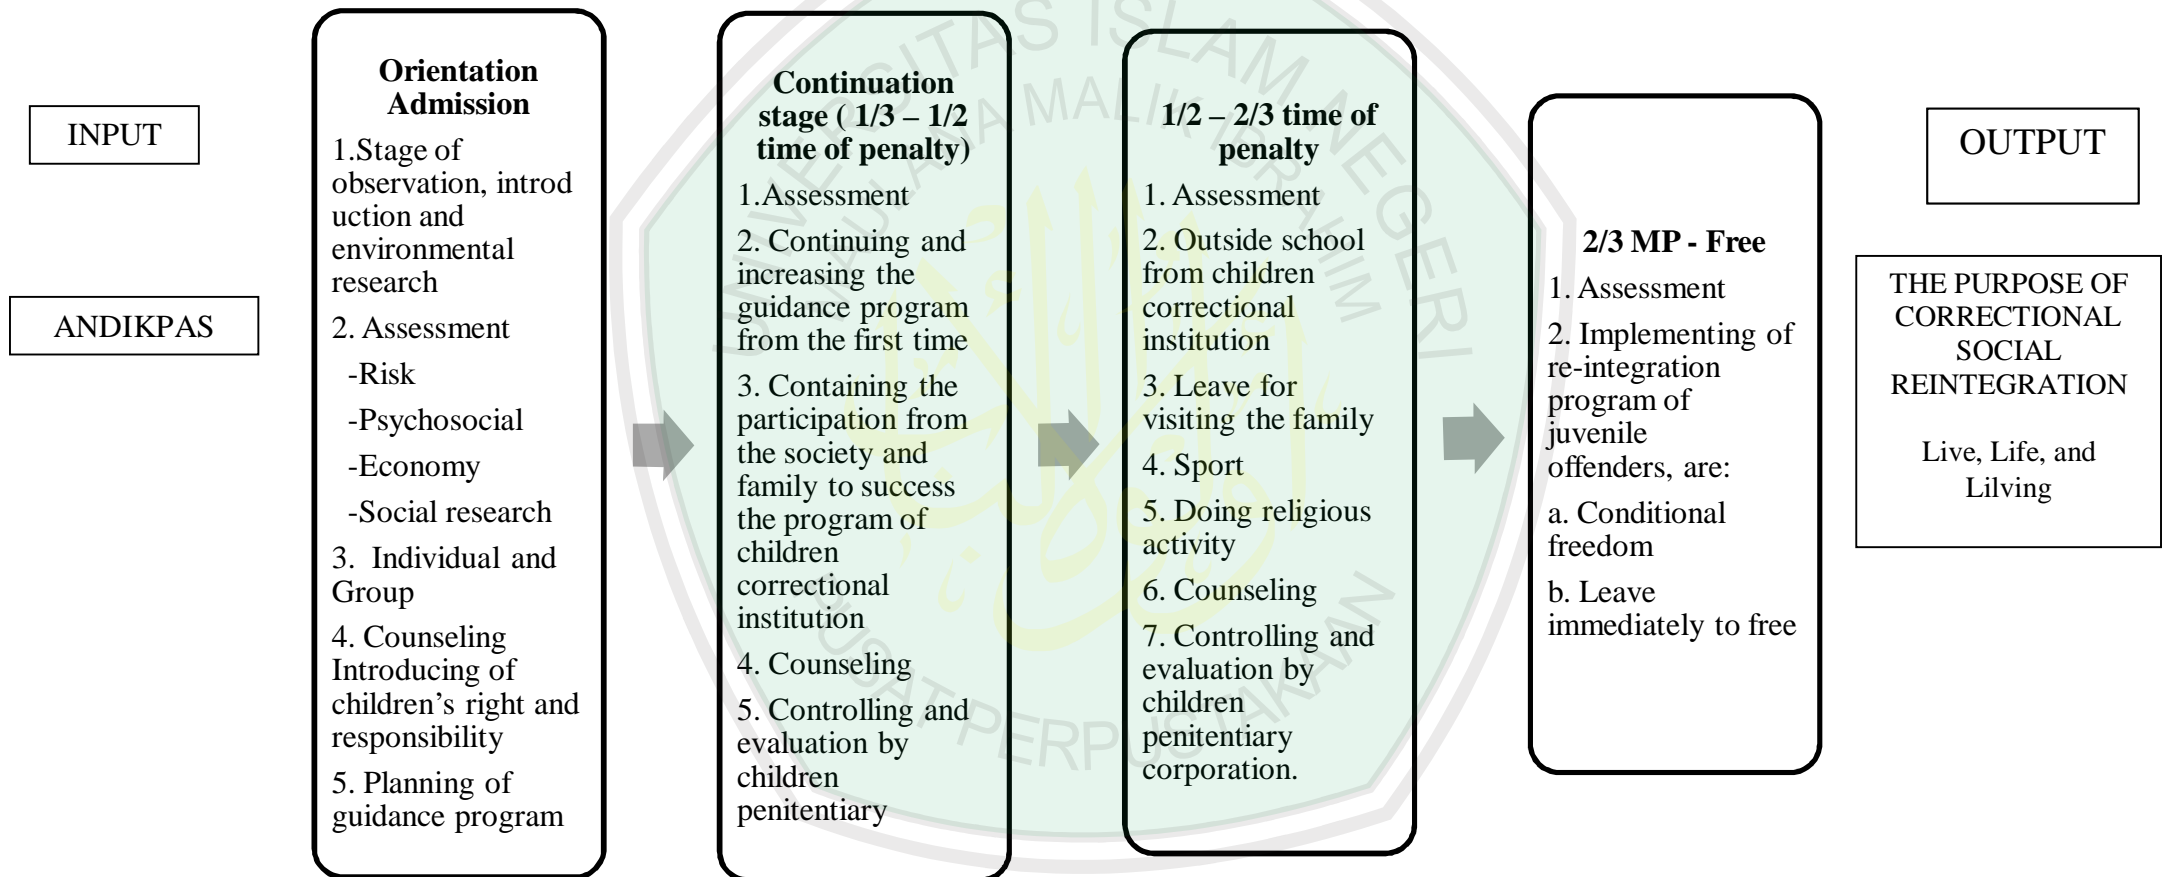 INPUT
ANDIKPAS
Orientation
Admission
1.Stage of
observation, introd
uction and
environmental
research
2. Assessment
-Risk
-Psychosocial
-Economy
-Social research
3. Individual and
Group
4. Counseling
Introducing of
children’s right and
responsibility
5. Planning of
guidance program
Continuation
stage ( 1/3 – 1/2
time of penalty)
1.Assessment
2. Continuing and
increasing the
guidance program
from the first time
3. Containing the
participation from
the society and
family to success
the program of
children
correctional
institution
4. Counseling
5. Controlling and
evaluation by
children
penitentiary
1/2 – 2/3 time of
penalty
1. Assessment
2. Outside school
from children
correctional
institution
3. Leave for
visiting the family
4. Sport
5. Doing religious
activity
6. Counseling
7. Controlling and
evaluation by
children
penitentiary
corporation.
2/3 MP - Free
1. Assessment
2. Implementing of
re-integration
program of
juvenile
offenders, are:
a. Conditional
freedom
b. Leave
immediately to free
OUTPUT
THE PURPOSE OF
CORRECTIONAL
SOCIAL
REINTEGRATION
Live, Life, and
Lilving
UNIVERSITAS ISLAM NEGERI
MAULANA MALIK IBRAHIM
PUSAT PERPUSTAKAAN